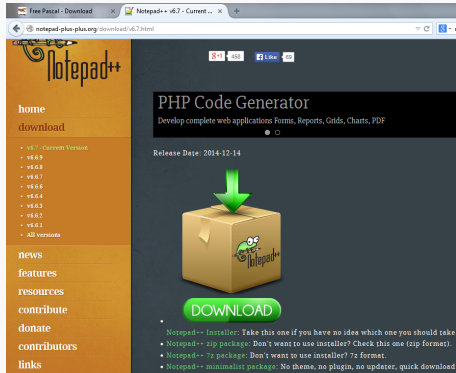 Free Pascal - Download
Notepad++ v6.7 - Current ...
notepad-plus-plus.org/download/v6.7.html
Notepad++
g+1 458
Like 69
home
download
v6.7 - Current Version
v6.6.9
v6.6.8
v6.6.7
v6.6.6
v6.6.4
v6.6.3
v6.6.2
v6.6.1
All versions
news
features
resources
contribute
donate
contributors
links
PHP Code Generator
Develop complete web applications Forms, Reports, Grids, Charts, PDF
Release Date: 2014-12-14
Notepad++
DOWNLOAD
Notepad++ Installer: Take this one if you have no idea which one you should take
Notepad++ zip package: Don't want to use installer? Check this one (zip format).
Notepad++ 7z package: Don't want to use installer? 7z format.
Notepad++ minimalist package: No theme, no plugin, no updater, quick download